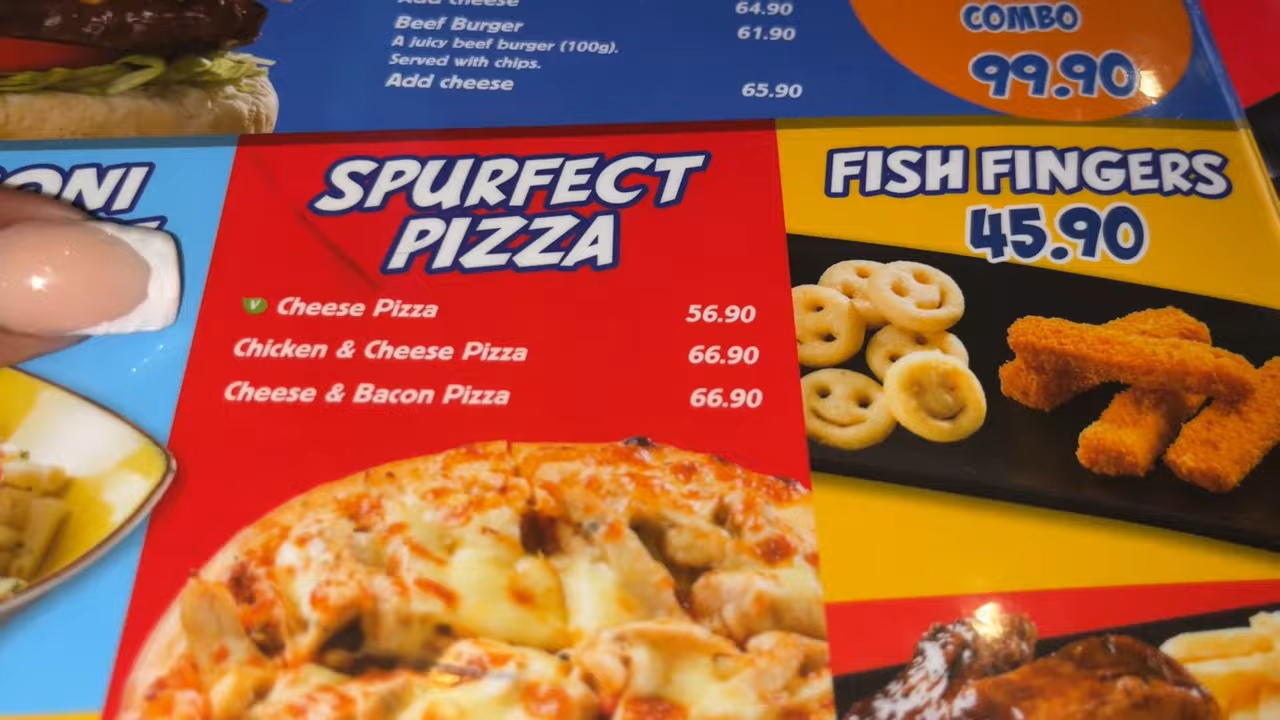 Add cheese 64.90
Beef Burger 61.90
A juicy beef burger (100g).
Served with chips.
Add cheese 65.90
COMBO
99.90
SPURFECT
PIZZA
V Cheese Pizza 56.90
Chicken & Cheese Pizza 66.90
Cheese & Bacon Pizza 66.90
FISH FINGERS
45.90